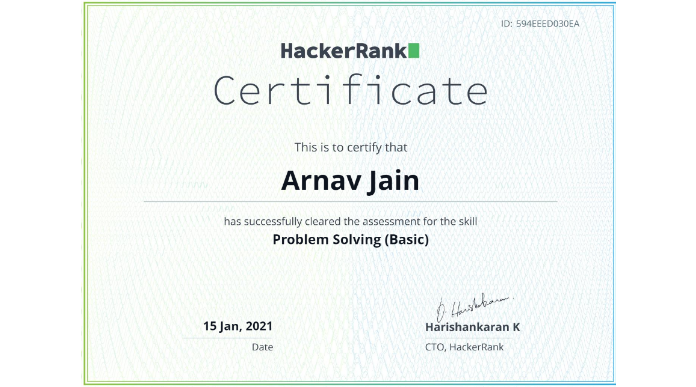 ID: 594EEED030EA
HackerRank
Certificate
This is to certify that
Arnav Jain
has successfully cleared the assessment for the skill
Problem Solving (Basic)
15 Jan, 2021
Date
Harishankaran K
CTO, HackerRank